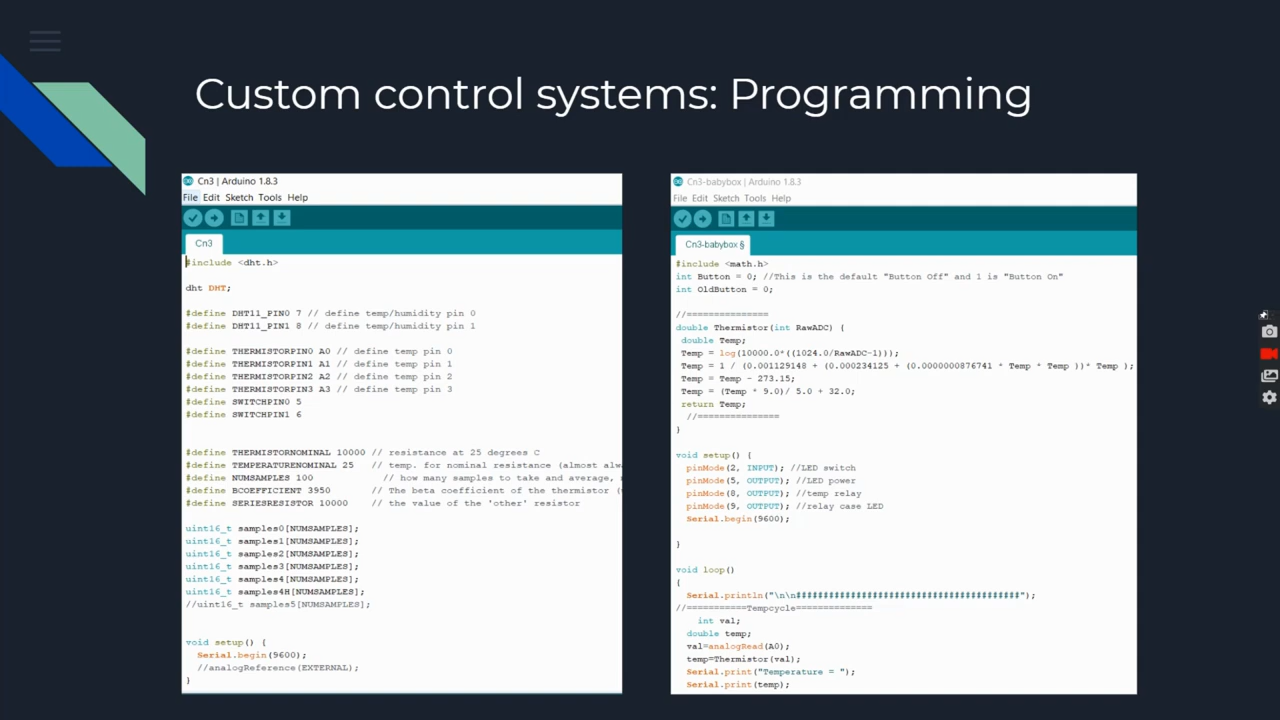 Custom control systems: Programming
Cn3 | Arduino 1.8.3
File Edit Sketch Tools Help
Cn3
#include <dht.h>
dht DHT;
#define DHT11_PIN0 7 // define temp/humidity pin 0
#define DHT11_PIN1 8 // define temp/humidity pin 1
#define THERMISTORPIN0 A0 // define temp pin 0
#define THERMISTORPIN1 A1 // define temp pin 1
#define THERMISTORPIN2 A2 // define temp pin 2
#define THERMISTORPIN3 A3 // define temp pin 3
#define SWITCHPIN0 5
#define SWITCHPIN1 6
#define THERMISTORNOMINAL 10000 // resistance at 25 degrees C
#define TEMPERATURENOMINAL 25 // temp. for nominal resistance (almost alw
#define NUMSAMPLES 100 // how many samples to take and average,
#define BCOEFFICIENT 3950 // The beta coefficient of the thermistor (
#define SERIESRESISTOR 10000 // the value of the 'other' resistor
uint16_t samples0[NUMSAMPLES];
uint16_t samples1[NUMSAMPLES];
uint16_t samples2[NUMSAMPLES];
uint16_t samples3[NUMSAMPLES];
uint16_t samples4[NUMSAMPLES];
uint16_t samples4H[NUMSAMPLES];
//uint16_t samples5[NUMSAMPLES];
void setup() {
Serial.begin(9600);
//analogReference(EXTERNAL);
}
Cn3-babybox | Arduino 1.8.3
File Edit Sketch Tools Help
Cn3-babybox §
#include <math.h>
int Button = 0; //This is the default "Button Off" and 1 is "Button On"
int OldButton = 0;
//===============
double Thermistor(int RawADC) {
double Temp;
Temp = log(10000.0*((1024.0/RawADC-1)));
Temp = 1 / (0.001129148 + (0.000234125 + (0.0000000876741 * Temp * Temp ))* Temp );
Temp = Temp - 273.15;
Temp = (Temp * 9.0)/ 5.0 + 32.0;
return Temp;
//===============
}
void setup() {
pinMode(2, INPUT); //LED switch
pinMode(5, OUTPUT); //LED power
pinMode(8, OUTPUT); //temp relay
pinMode(9, OUTPUT); //relay case LED
Serial.begin(9600);
}
void loop()
{
Serial.println("\n\n#########################################");
//===========Tempcycle==============
int val;
double temp;
val=analogRead(A0);
temp=Thermistor(val);
Serial.print("Temperature = ");
Serial.print(temp);